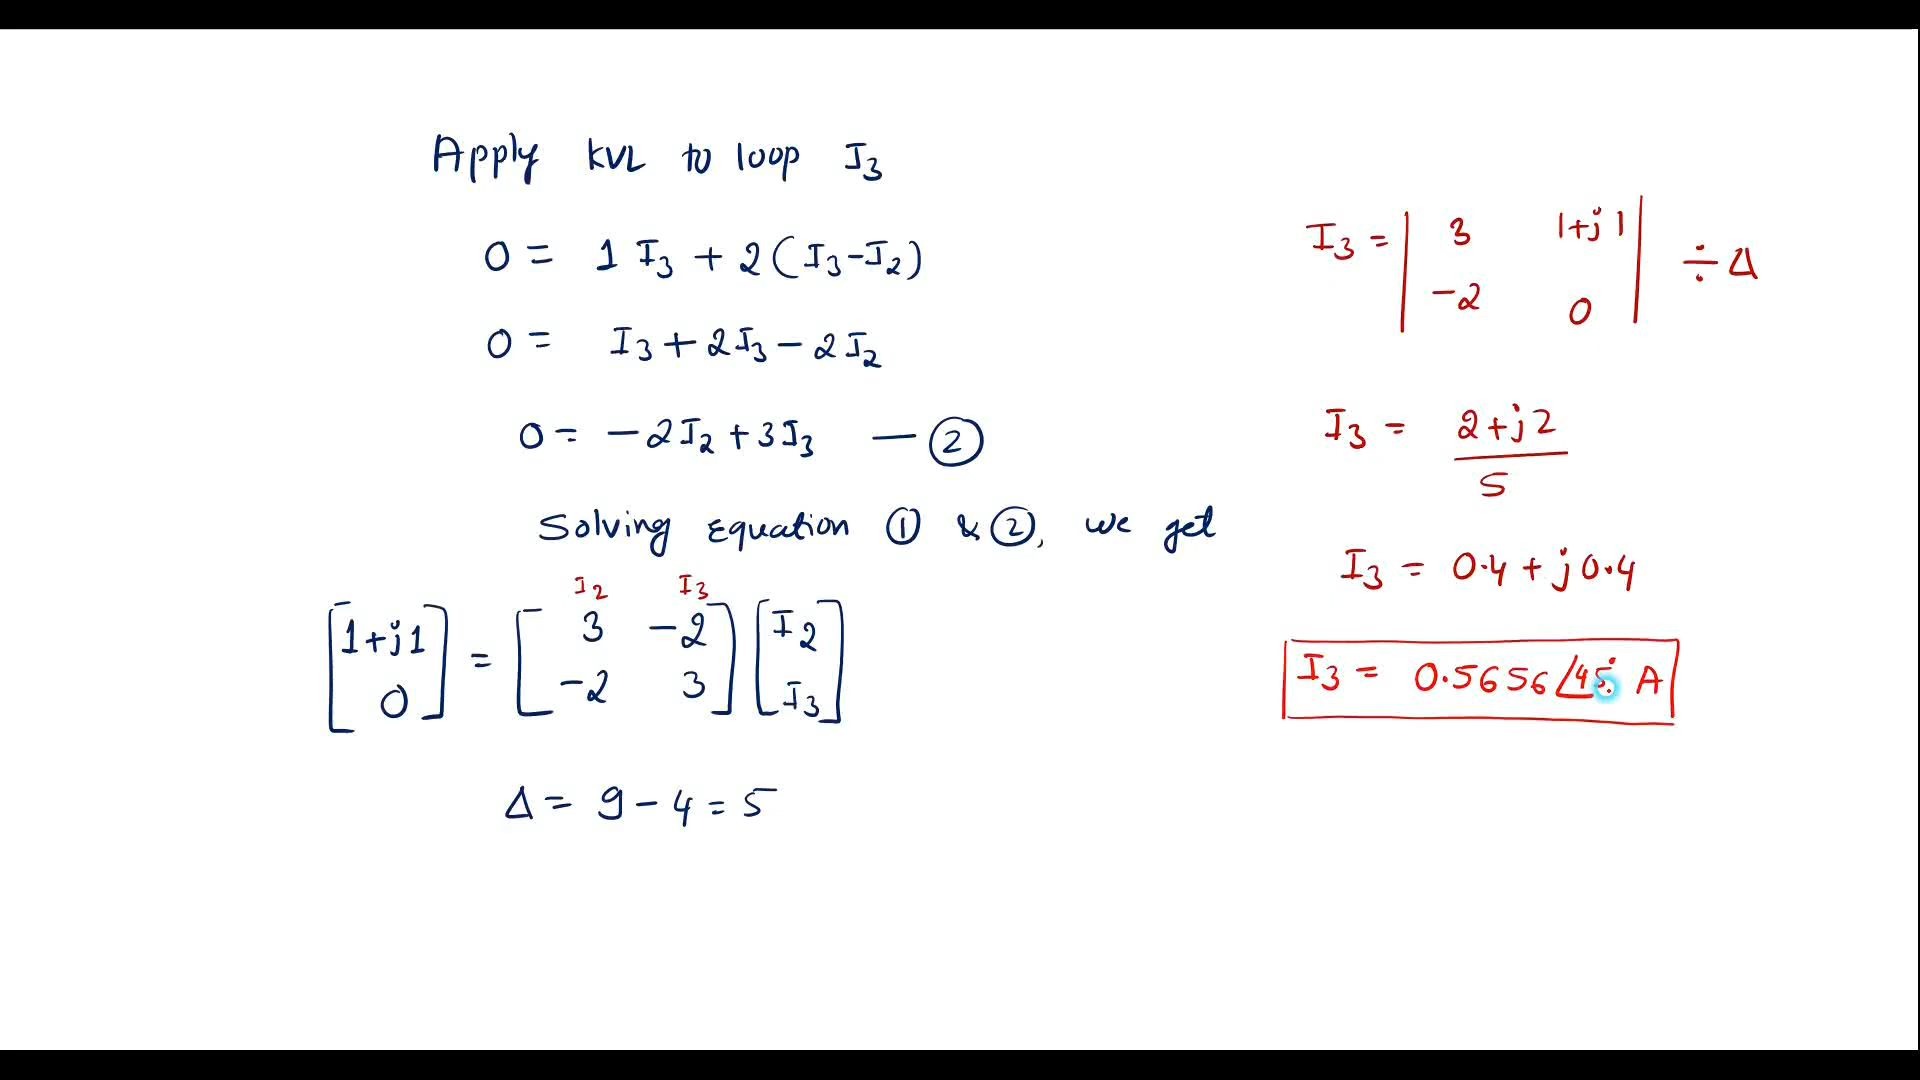 Apply KVL to loop I₃
0 = 1 I₃ + 2 (I₃-I₂)
0 = I₃ + 2I₃ - 2I₂
0 = -2I₂ + 3I₃ — ②
Solving Equation ① & ②, we get
I₂ I₃
[1+j1] = [3 -2] [I₂]
[0] [-2 3] [I₃]
Δ = 9 - 4 = 5
I₃ = | 3 1+j1 | ÷ Δ
| -2 0 |
I₃ = 2+j2
5
I₃ = 0.4 + j0.4
I₃ = 0.5656∠45° A